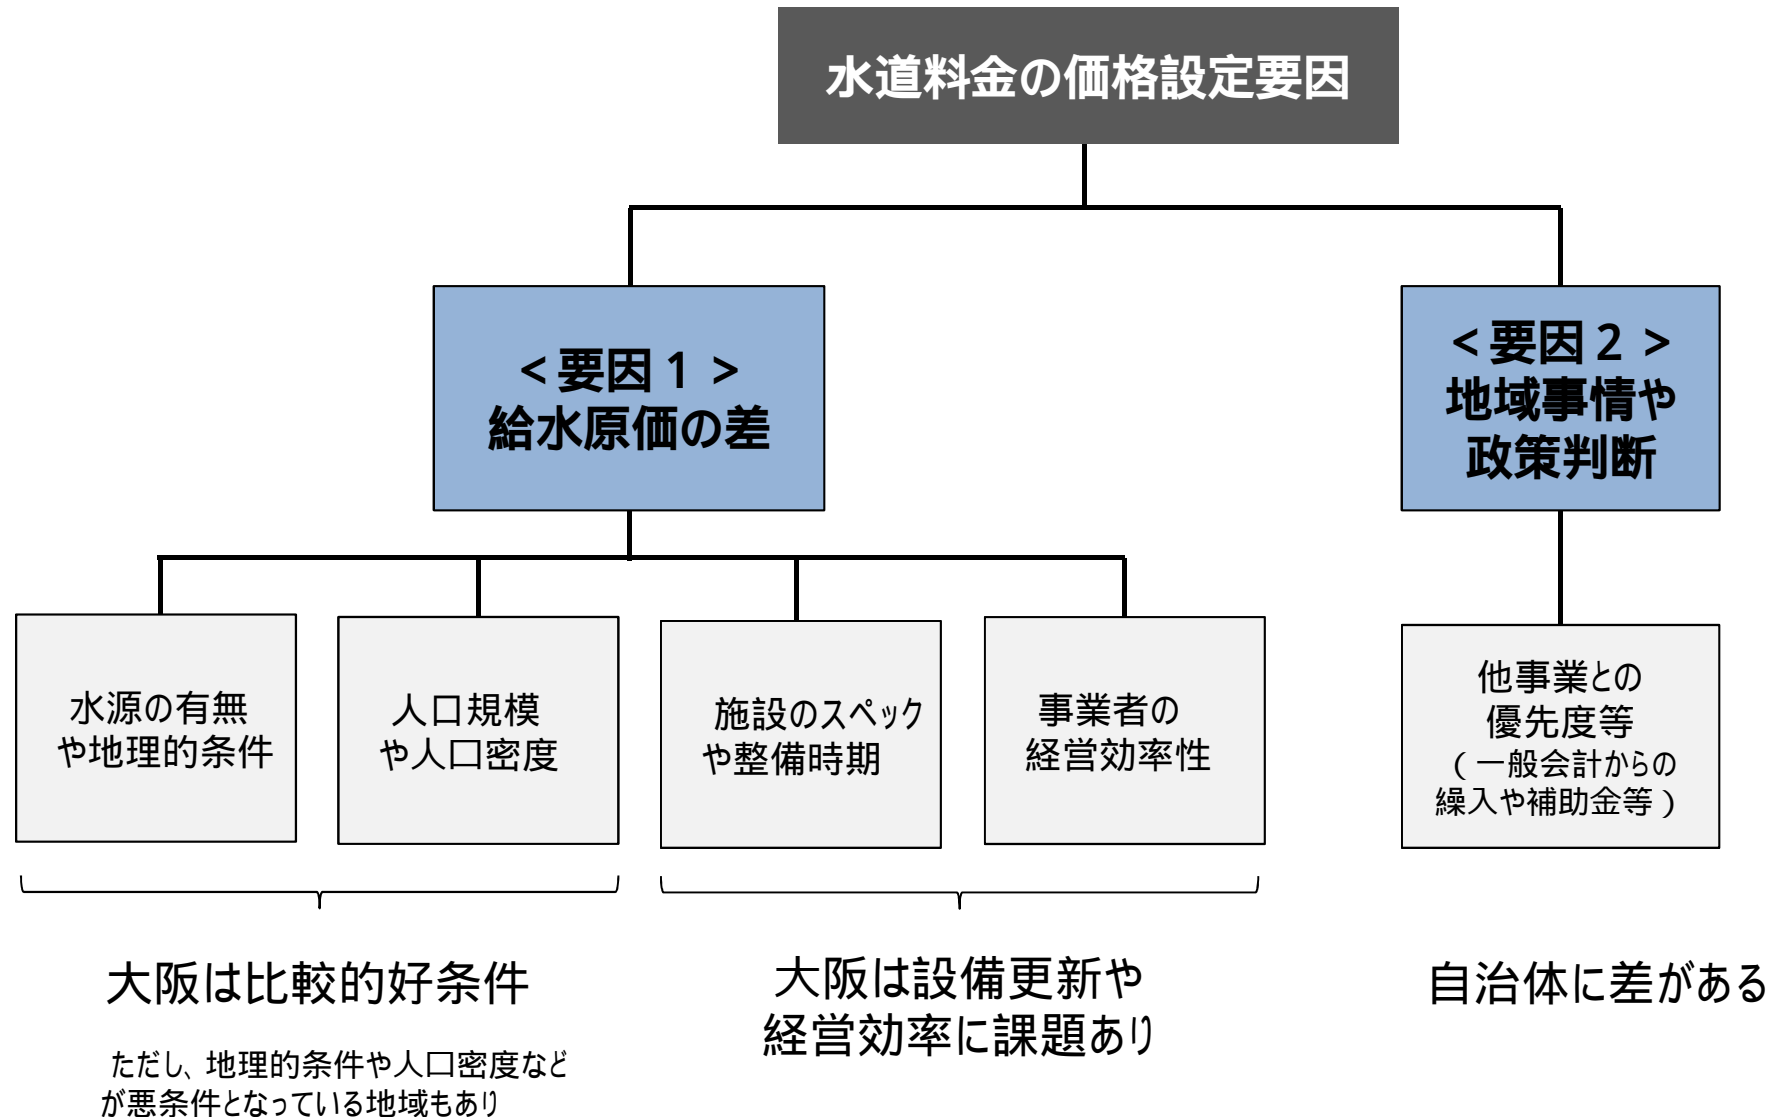 水道料金の価格設定要因
＜要因１＞
給水原価の差
＜要因２＞
地域事情や
政策判断
水源の有無
や地理的条件
人口規模
や人口密度
施設のスペック
や整備時期
事業者の
経営効率性
他事業との
優先度等
（一般会計からの
繰入や補助金等）
大阪は比較的好条件
ただし、地理的条件や人口密度など
が悪条件となっている地域もあり
大阪は設備更新や
経営効率に課題あり
自治体に差がある